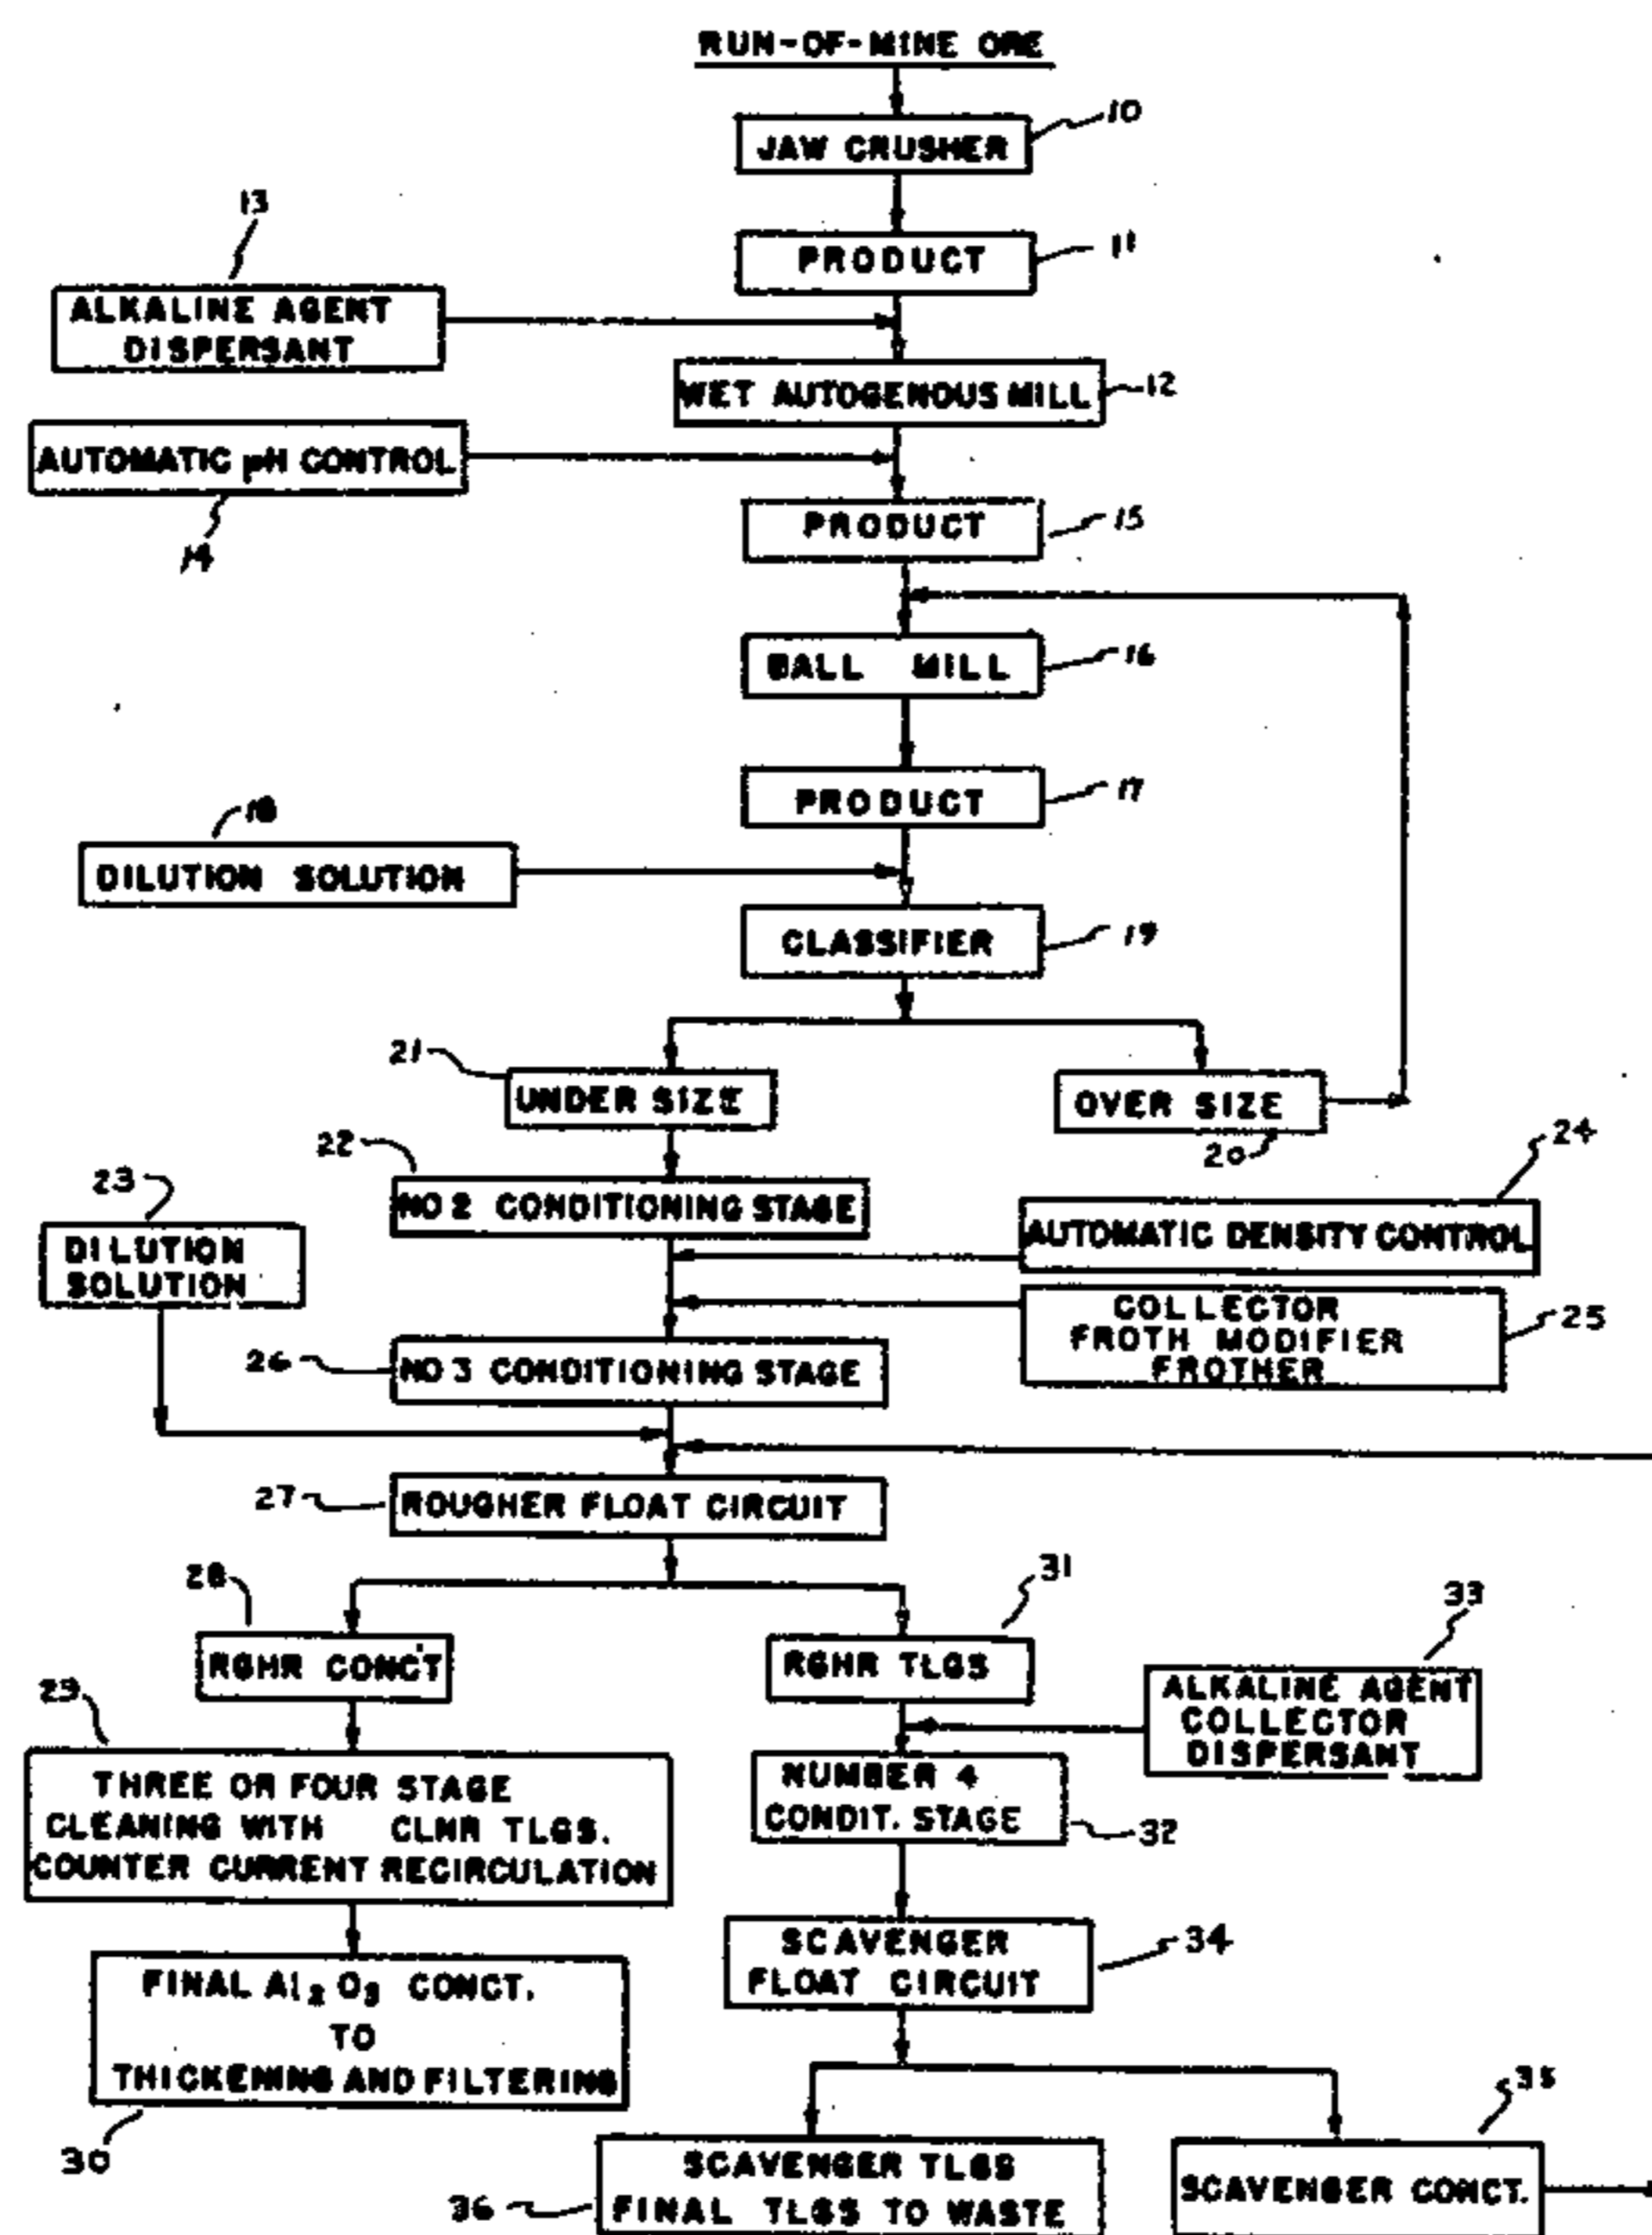 RUN-OF-MINE ORE
10
JAW CRUSHER
11
PRODUCT
13
ALKALINE AGENT
DISPERSANT
WET AUTOGENOUS MILL
12
AUTOMATIC pH CONTROL
14
PRODUCT
15
BALL MILL
16
PRODUCT
17
18
DILUTION SOLUTION
CLASSIFIER
19
21
UNDER SIZE
OVER SIZE
20
22
NO 2 CONDITIONING STAGE
23
DILUTION
SOLUTION
24
AUTOMATIC DENSITY CONTROL
COLLECTOR
FROTH MODIFIER
FROTHER
25
26
NO 3 CONDITIONING STAGE
27
ROUGHER FLOAT CIRCUIT
28
RGHR CONCT
31
RGHR TLGS
33
ALKALINE AGENT
COLLECTOR
DISPERSANT
29
THREE OR FOUR STAGE
CLEANING WITH CLNR TLGS.
COUNTER CURRENT RECIRCULATION
NUMBER 4
CONDIT. STAGE
32
FINAL Al₂O₃ CONCT.
TO
THICKENING AND FILTERING
30
SCAVENGER
FLOAT CIRCUIT
34
35
SCAVENGER TLGS
FINAL TLGS TO WASTE
36
SCAVENGER CONCT.